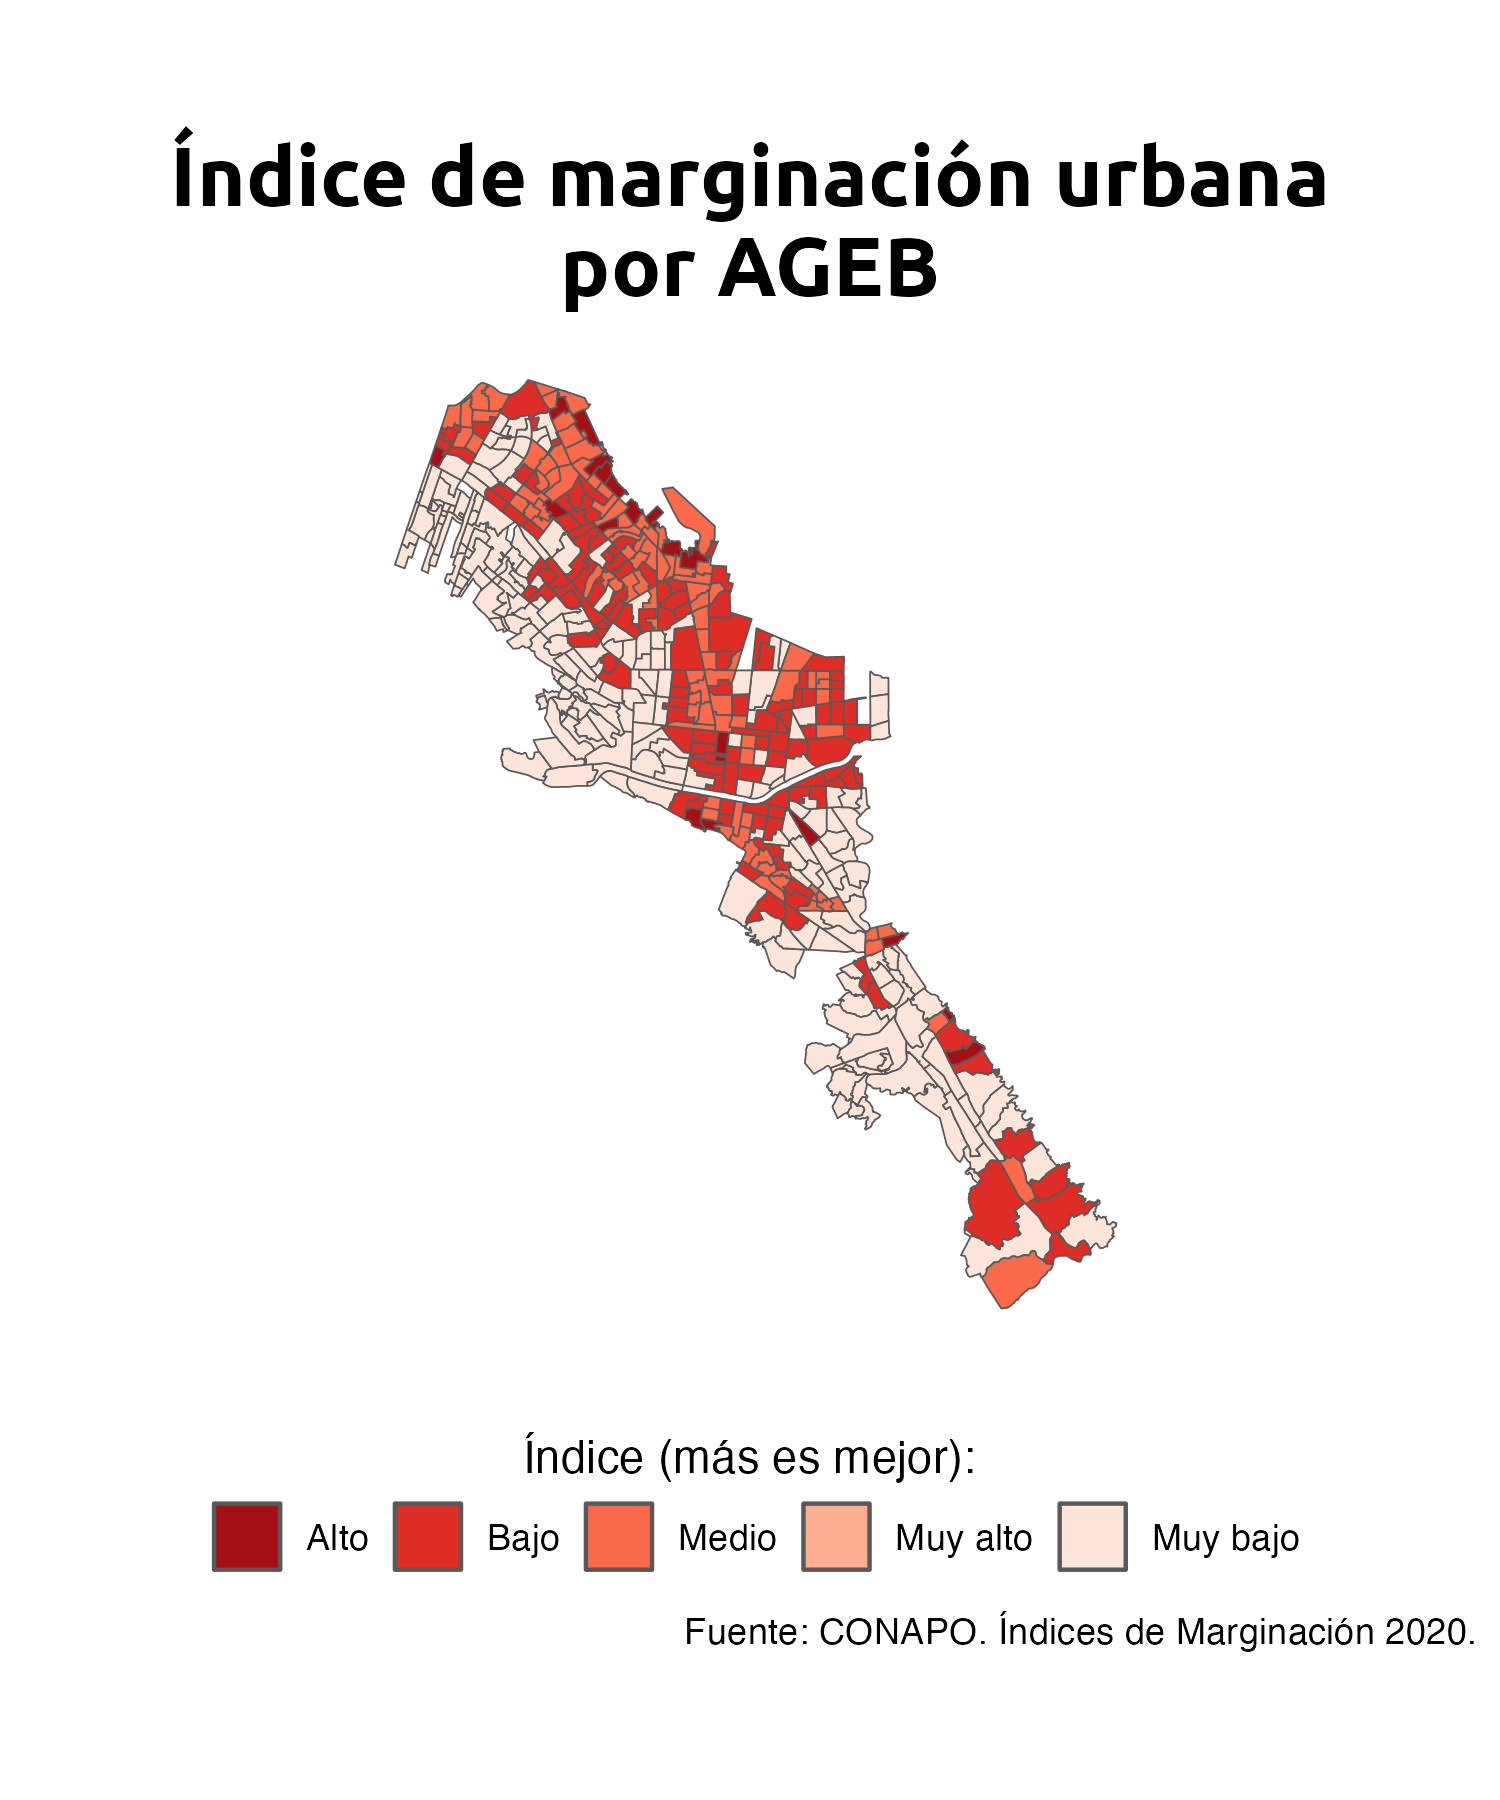 Índice de marginación urbana
por AGEB
Índice (más es mejor):
Alto
Bajo
Medio
Muy alto
Muy bajo
Fuente: CONAPO. Índices de Marginación 2020.